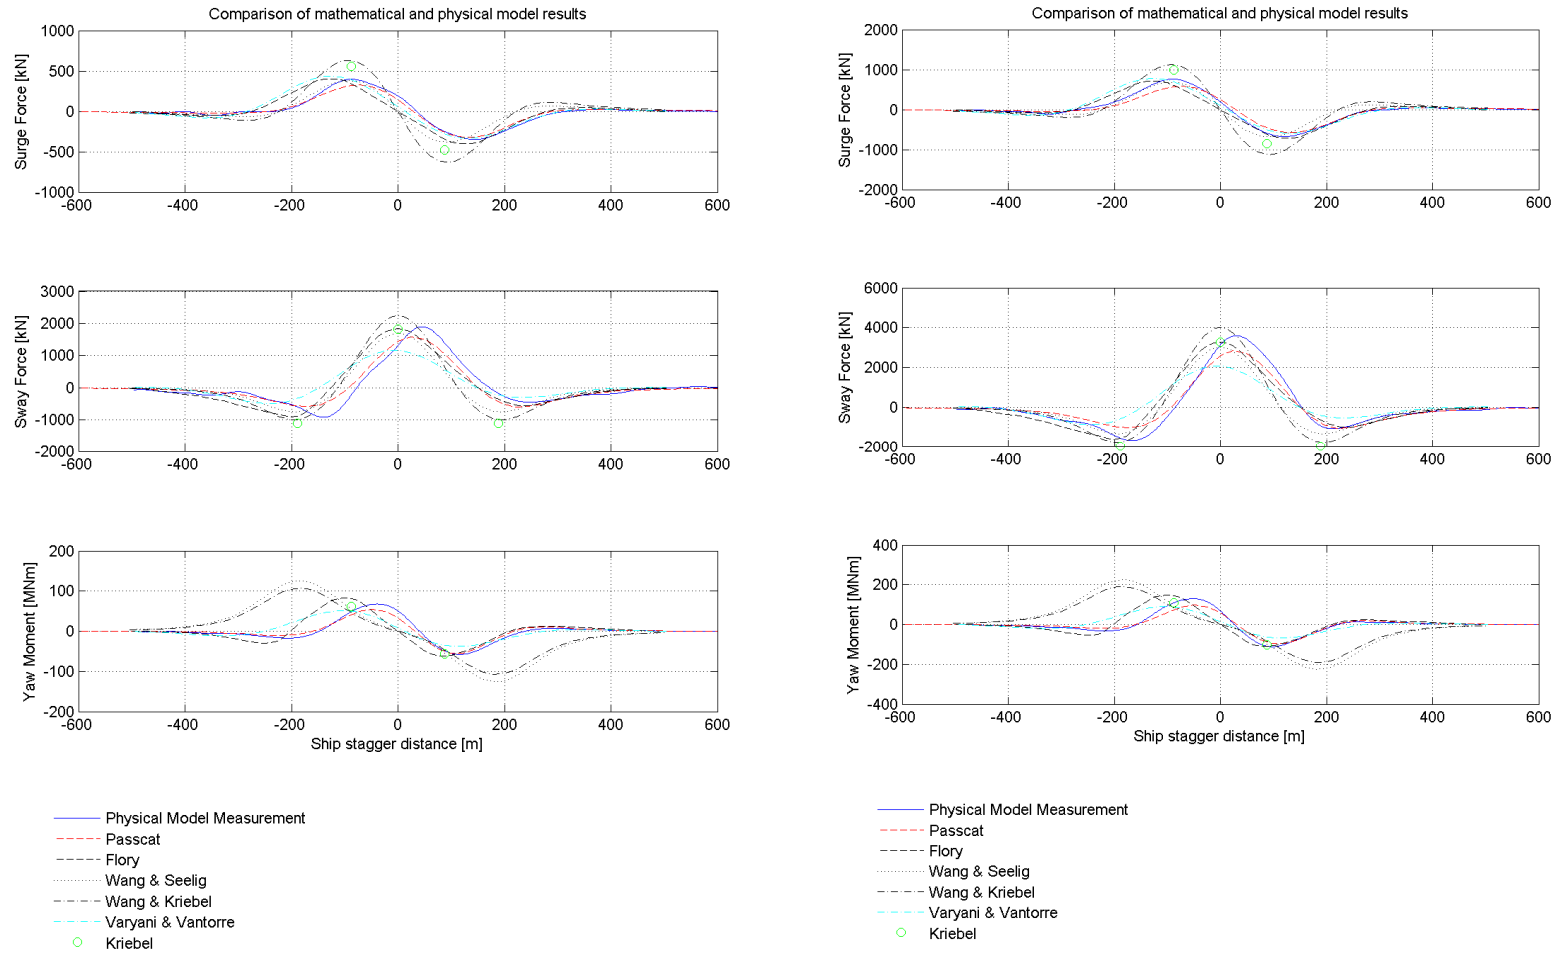 Comparison of mathematical and physical model results
1000
500
0
-500
-1000
Surge Force [kN]
-600 -400 -200 0 200 400 600
3000
2000
1000
0
-1000
-2000
Sway Force [kN]
-600 -400 -200 0 200 400 600
200
100
0
-100
-200
Yaw Moment [MNm]
-600 -400 -200 0 200 400 600
Ship stagger distance [m]
Physical Model Measurement
Passcat
Flory
Wang & Seelig
Wang & Kriebel
Varyani & Vantorre
Kriebel
Comparison of mathematical and physical model results
2000
1000
0
-1000
-2000
Surge Force [kN]
-600 -400 -200 0 200 400 600
6000
4000
2000
0
-2000
Sway Force [kN]
-600 -400 -200 0 200 400 600
400
200
0
-200
-400
Yaw Moment [MNm]
-600 -400 -200 0 200 400 600
Ship stagger distance [m]
Physical Model Measurement
Passcat
Flory
Wang & Seelig
Wang & Kriebel
Varyani & Vantorre
Kriebel